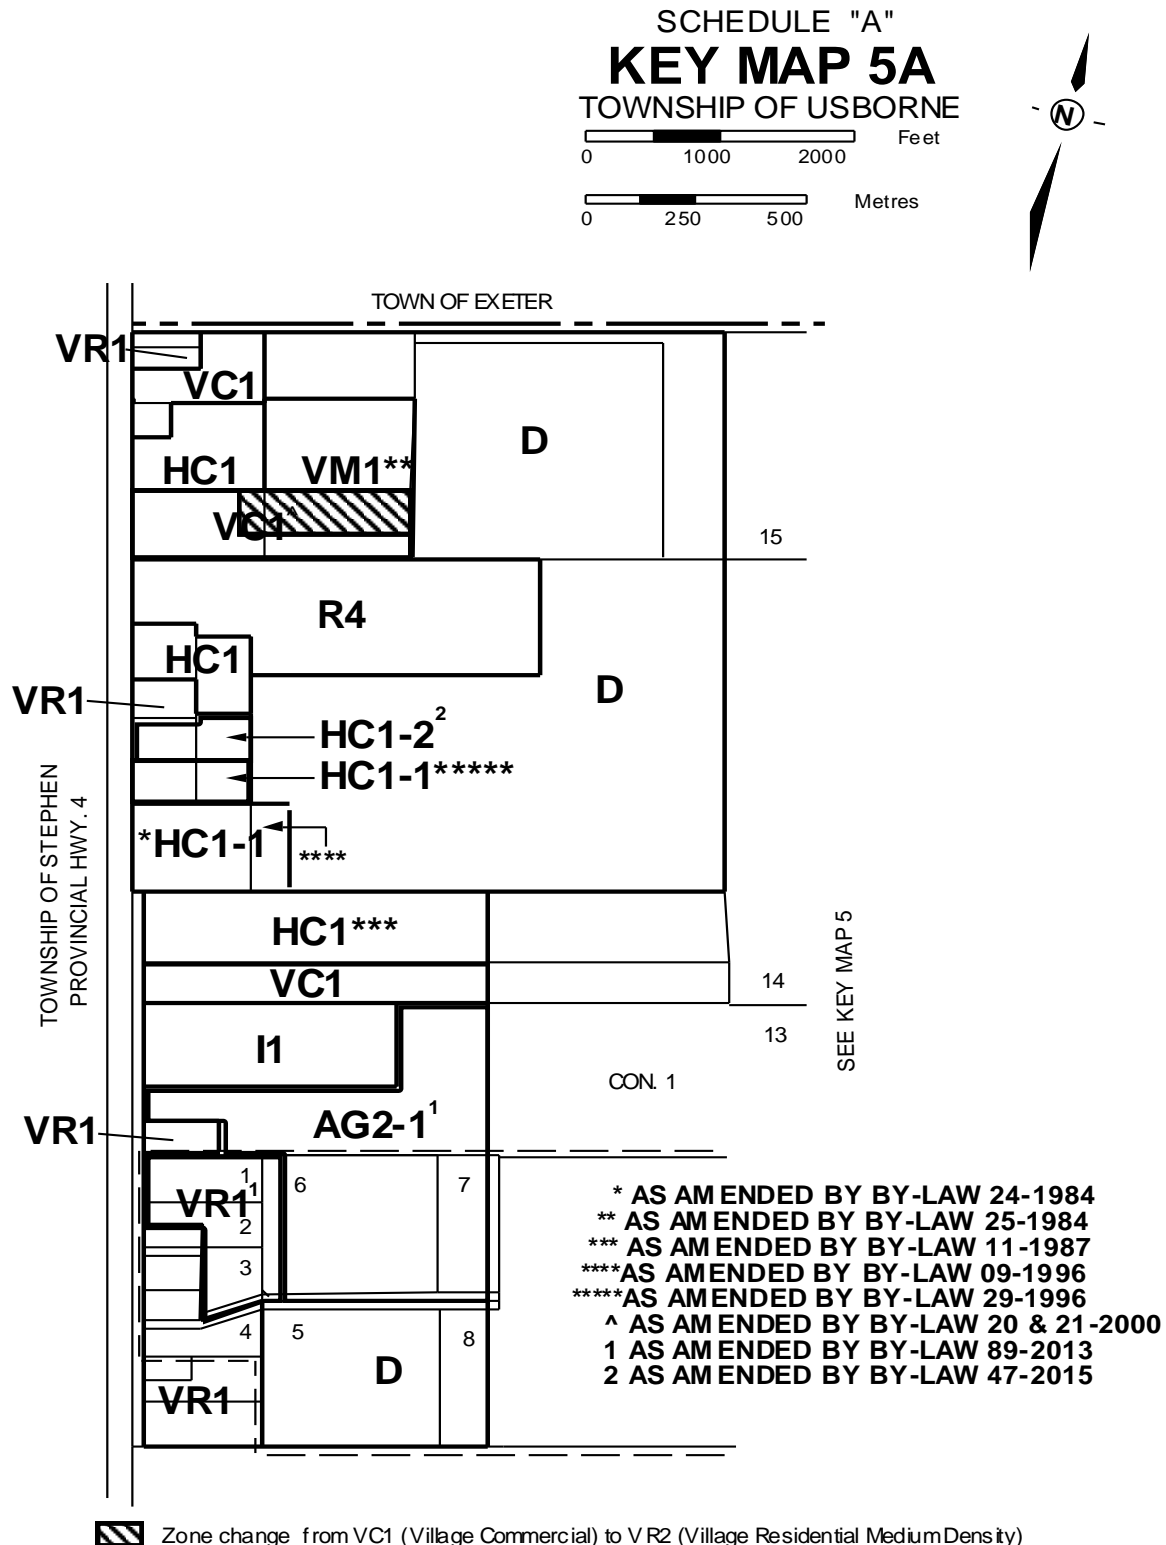 SCHEDULE "A"
KEY MAP 5A
TOWNSHIP OF USBORNE
N
Feet
0 1000 2000
Metres
0 250 500
TOWN OF EXETER
VR1
VC1
D
HC1
VM1**
VC1^
15
R4
HC1
D
VR1
HC1-2²
HC1-1*****
*HC1-1
****
TOWNSHIP OF STEPHEN
PROVINCIAL HWY. 4
HC1***
VC1
14
SEE KEY MAP 5
13
I1
CON. 1
AG2-1¹
VR1
1
6
7
VR1¹
2
3
4
5
8
D
VR1
* AS AMENDED BY BY-LAW 24-1984
** AS AMENDED BY BY-LAW 25-1984
*** AS AMENDED BY BY-LAW 11-1987
****AS AMENDED BY BY-LAW 09-1996
*****AS AMENDED BY BY-LAW 29-1996
^ AS AMENDED BY BY-LAW 20 & 21-2000
1 AS AMENDED BY BY-LAW 89-2013
2 AS AMENDED BY BY-LAW 47-2015
Zone change from VC1 (Village Commercial) to VR2 (Village Residential Medium Density)